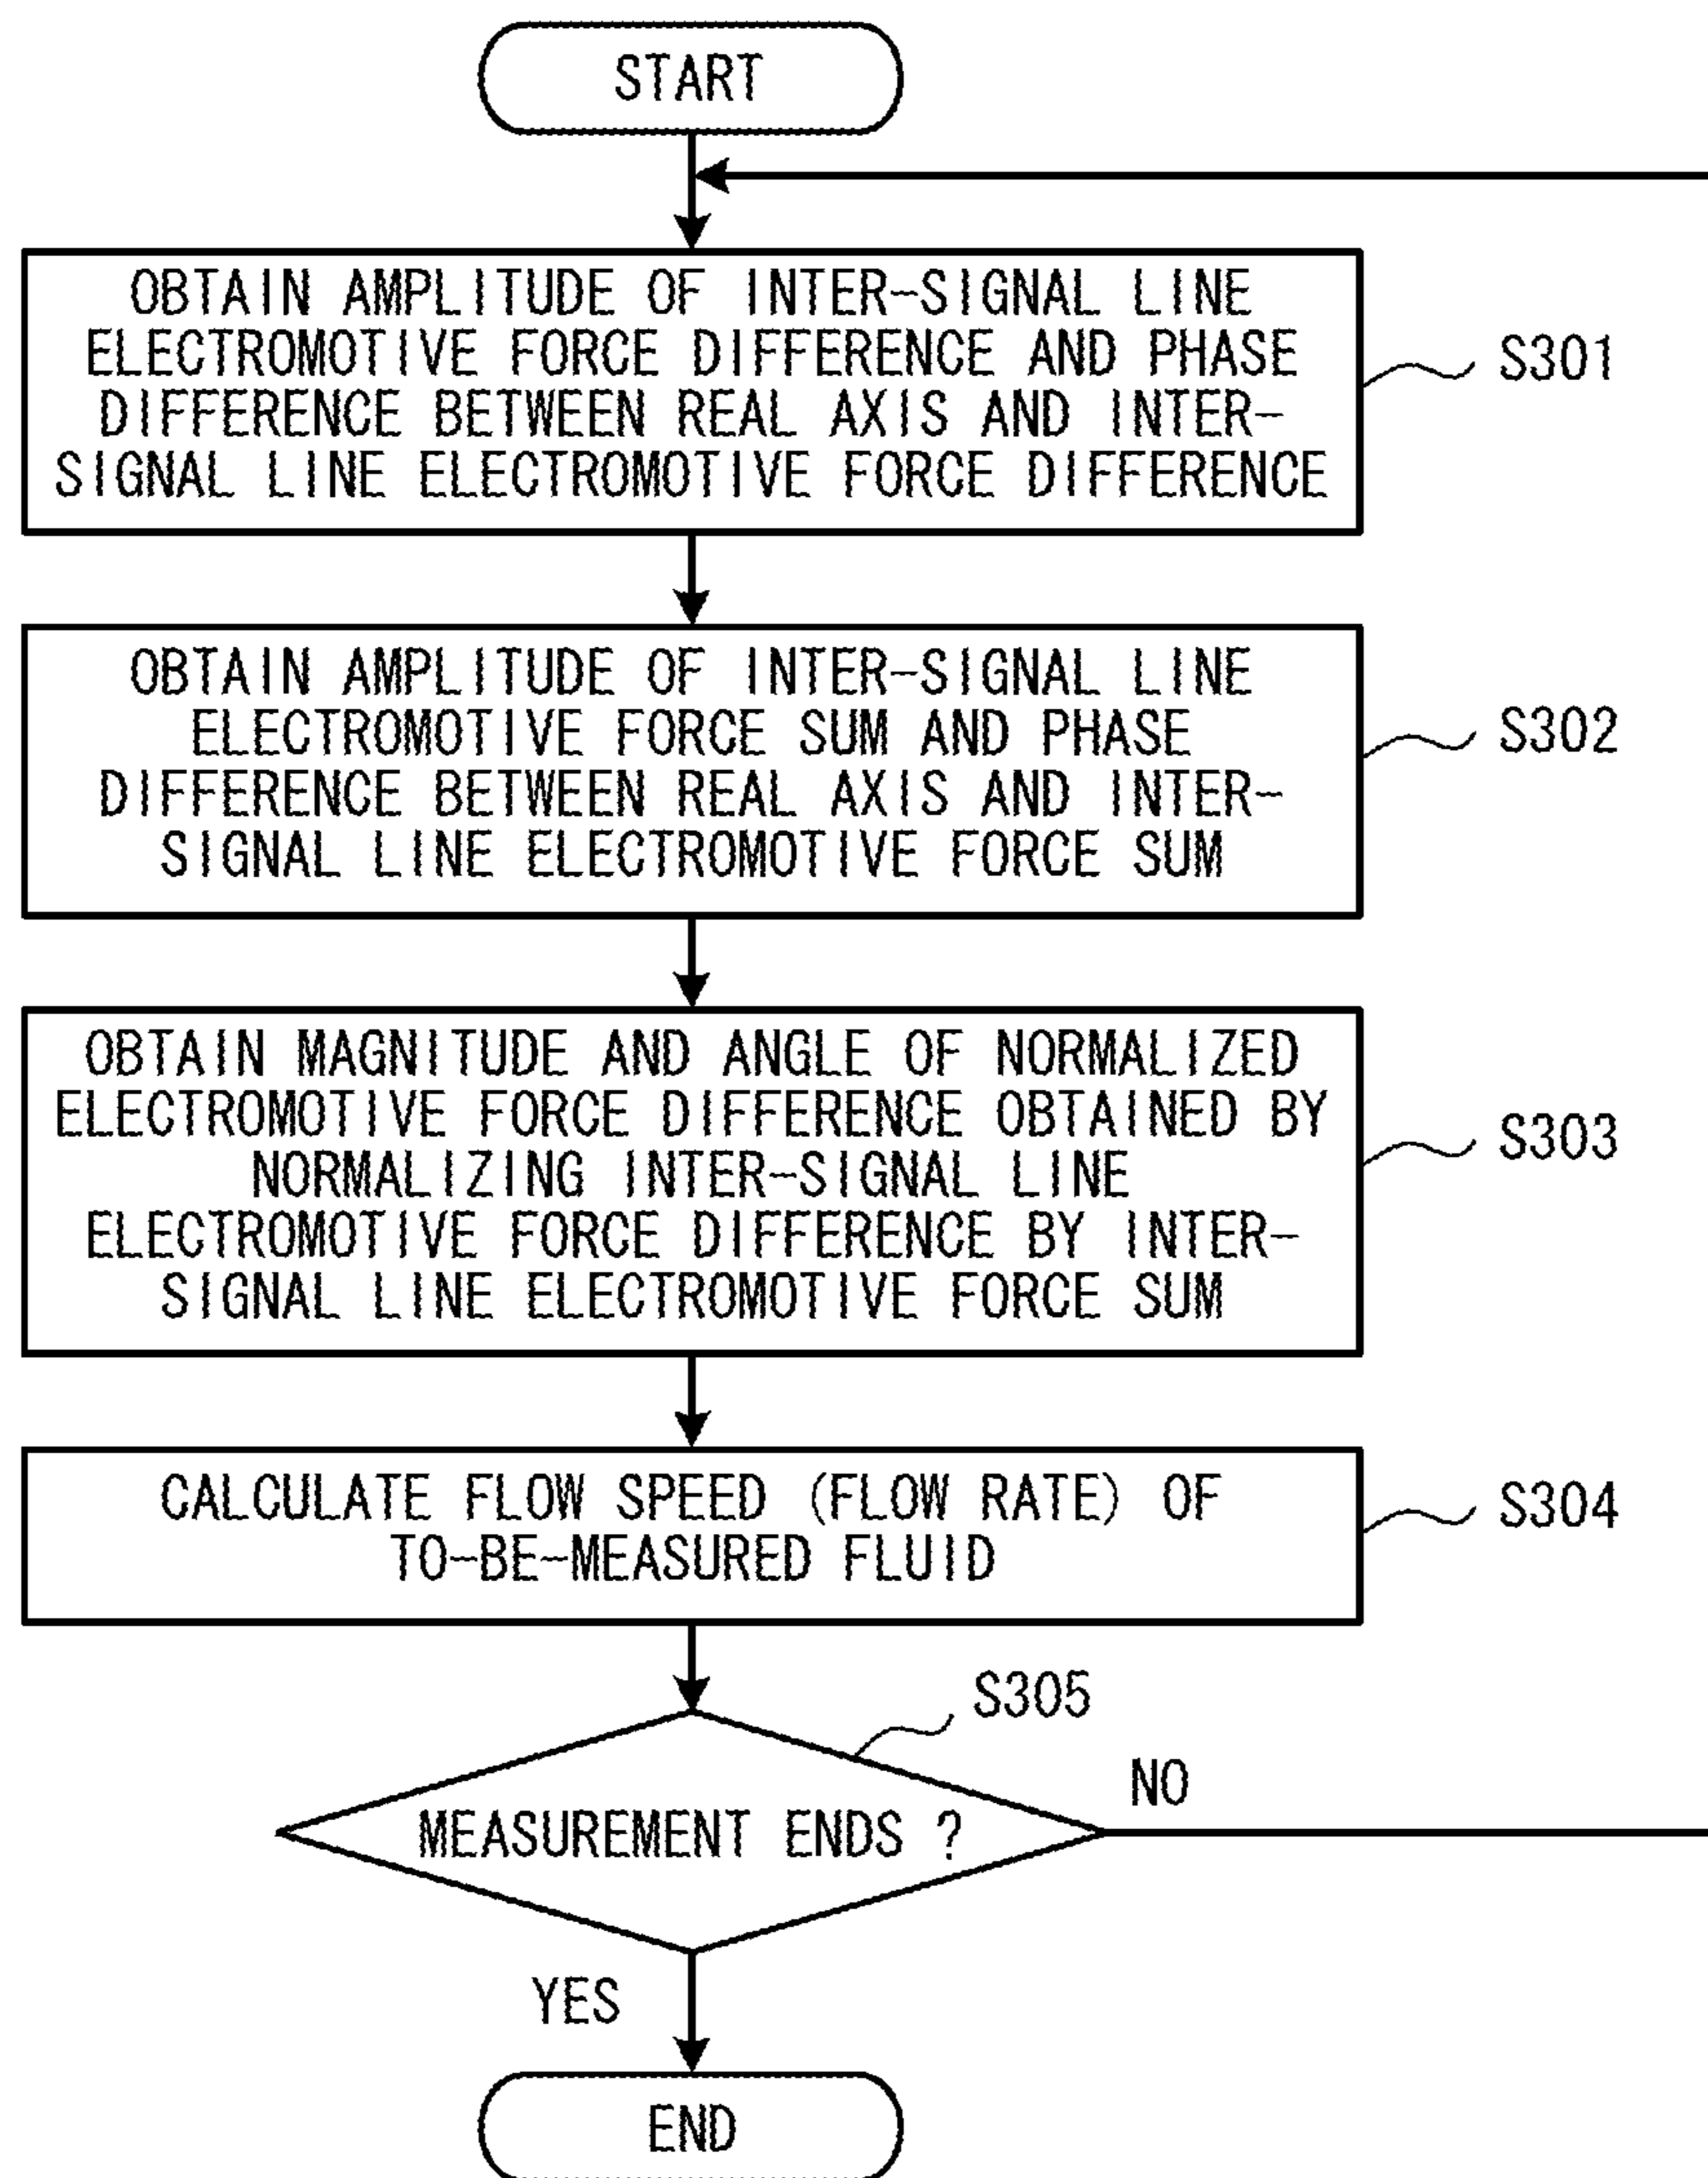 START
OBTAIN AMPLITUDE OF INTER-SIGNAL LINE
ELECTROMOTIVE FORCE DIFFERENCE AND PHASE
DIFFERENCE BETWEEN REAL AXIS AND INTER-
SIGNAL LINE ELECTROMOTIVE FORCE DIFFERENCE
S301
OBTAIN AMPLITUDE OF INTER-SIGNAL LINE
ELECTROMOTIVE FORCE SUM AND PHASE
DIFFERENCE BETWEEN REAL AXIS AND INTER-
SIGNAL LINE ELECTROMOTIVE FORCE SUM
S302
OBTAIN MAGNITUDE AND ANGLE OF NORMALIZED
ELECTROMOTIVE FORCE DIFFERENCE OBTAINED BY
NORMALIZING INTER-SIGNAL LINE
ELECTROMOTIVE FORCE DIFFERENCE BY INTER-
SIGNAL LINE ELECTROMOTIVE FORCE SUM
S303
CALCULATE FLOW SPEED (FLOW RATE) OF
TO-BE-MEASURED FLUID
S304
S305
MEASUREMENT ENDS ?
NO
YES
END